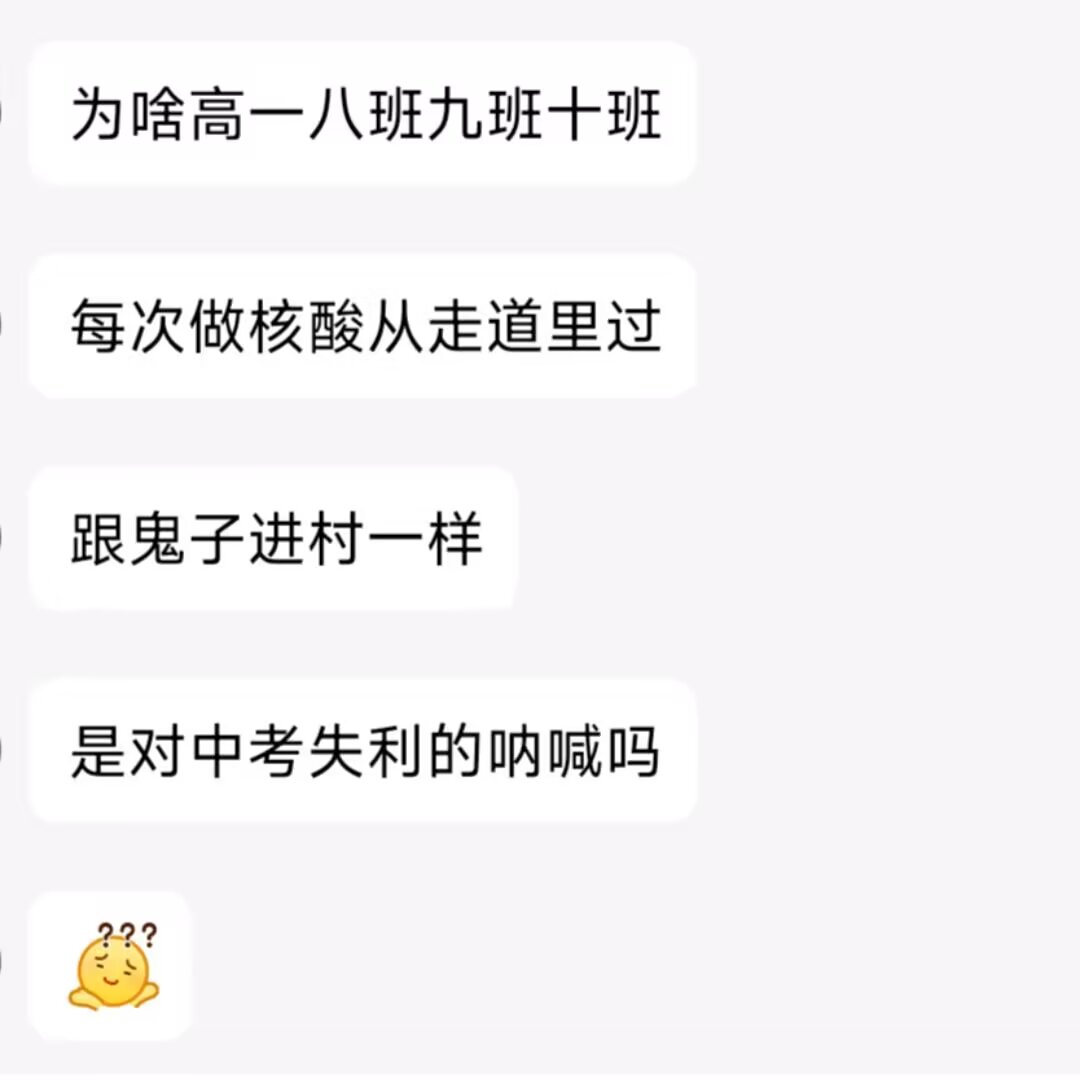 为啥高一八班九班十班
每次做核酸从走道里过
跟鬼子进村一样
是对中考失利的呐喊吗
???